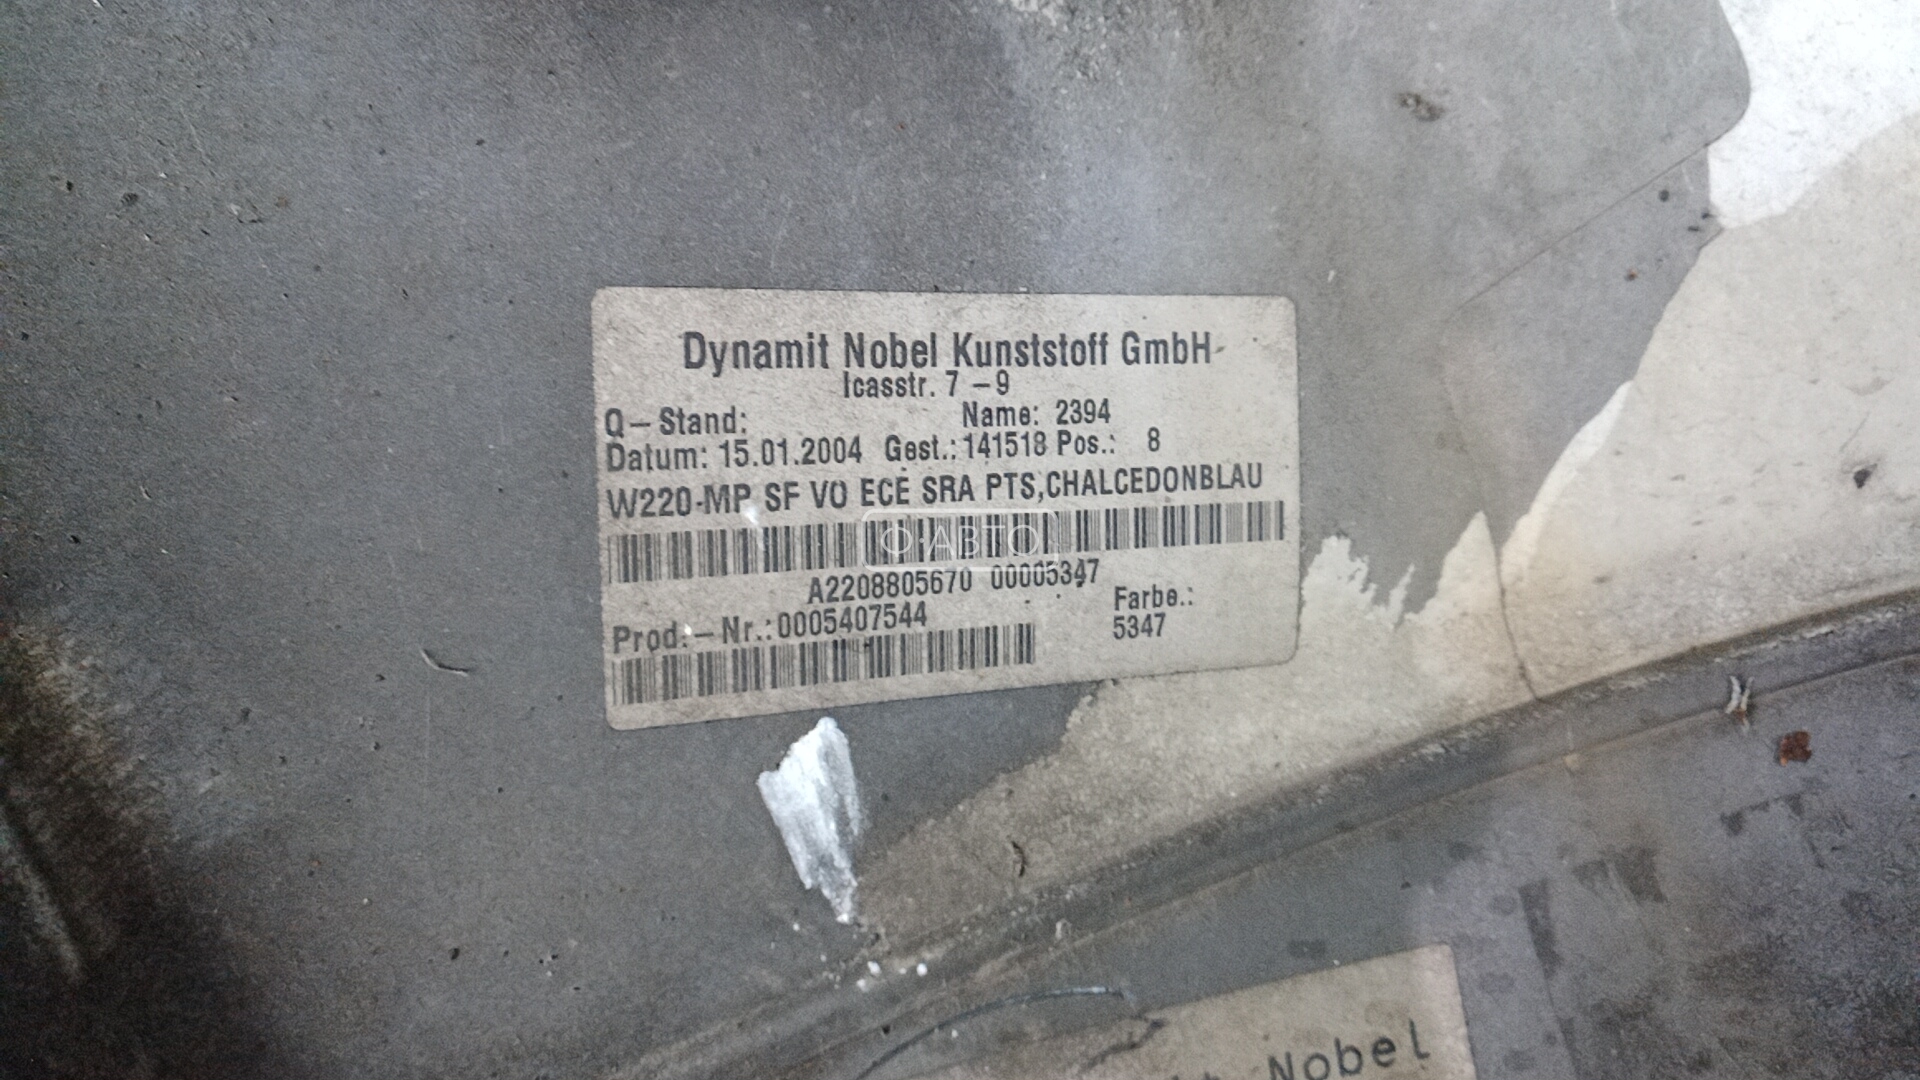 Dynamit Nobel Kunststoff GmbH
Icasstr. 7 –9
Q–Stand: Name: 2394
Datum: 15.01.2004 Gest.: 141518 Pos.: 8
W220-MP SF VO ECE SRA PTS,CHALCEDONBLAU
О·АВТО
A2208805670 00005347
Prod.–Nr.:0005407544 Farbe.:
5347
Nobel